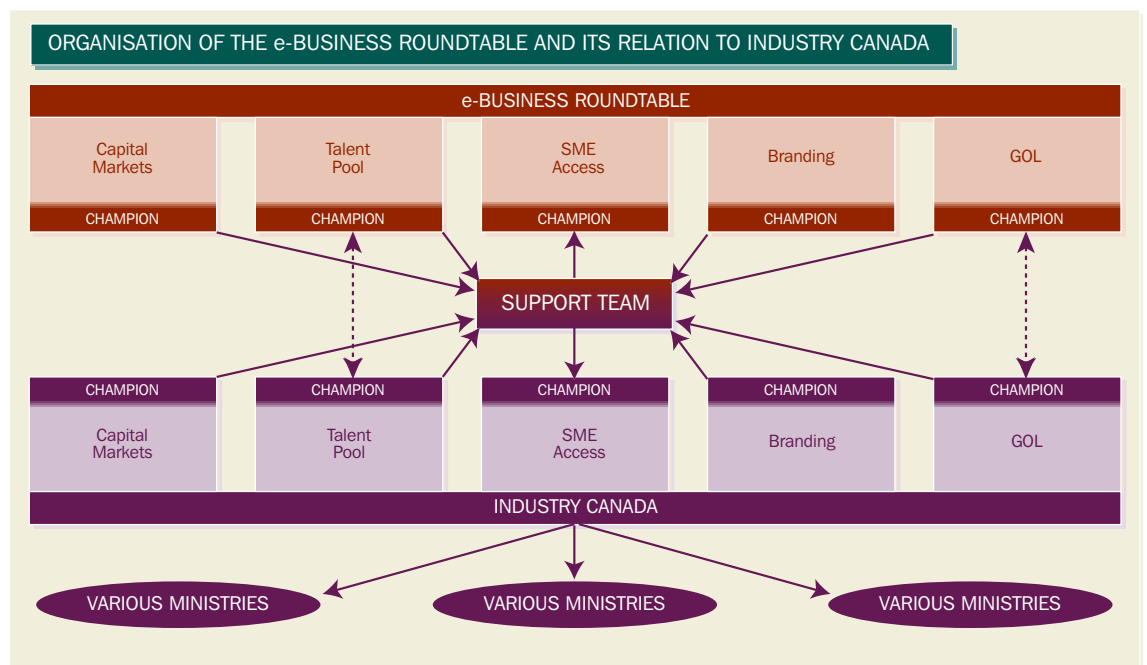 ORGANISATION OF THE e-BUSINESS ROUNDTABLE AND ITS RELATION TO INDUSTRY CANADA
e-BUSINESS ROUNDTABLE
Capital
Markets
Talent
Pool
SME
Access
Branding
GOL
CHAMPION
CHAMPION
CHAMPION
CHAMPION
CHAMPION
SUPPORT TEAM
CHAMPION
CHAMPION
CHAMPION
CHAMPION
CHAMPION
Capital
Markets
Talent
Pool
SME
Access
Branding
GOL
INDUSTRY CANADA
VARIOUS MINISTRIES
VARIOUS MINISTRIES
VARIOUS MINISTRIES